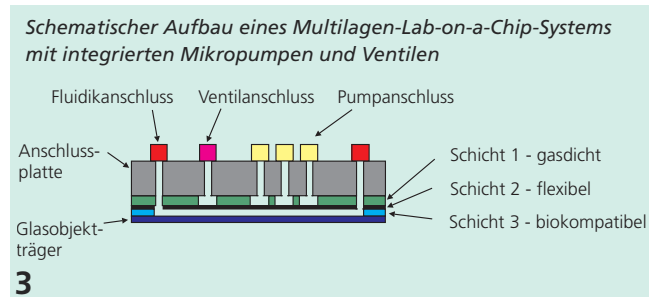 Schematischer Aufbau eines Multilagen-Lab-on-a-Chip-Systems
mit integrierten Mikropumpen und Ventilen
Fluidikanschluss
Ventilanschluss
Pumpanschluss
Anschluss-
platte
Schicht 1 - gasdicht
Schicht 2 - flexibel
Schicht 3 - biokompatibel
Glasobjekt-
träger
3